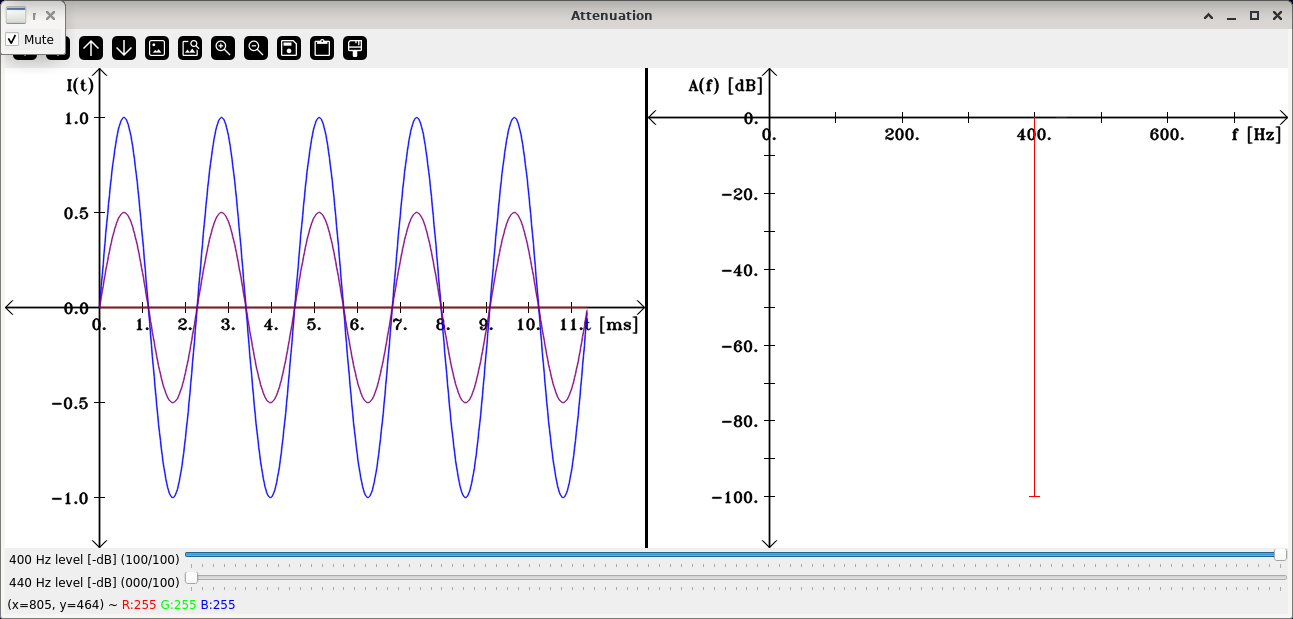 Attenuation
Mute
I(t)
1.0
0.5
0.0
−0.5
−1.0
0. 1. 2. 3. 4. 5. 6. 7. 8. 9. 10. 11. t [ms]
A(f) [dB]
0.
0. 200. 400. 600. f [Hz]
−20.
−40.
−60.
−80.
−100.
400 Hz level [-dB] (100/100)
440 Hz level [-dB] (000/100)
(x=805, y=464) ~ R:255 G:255 B:255